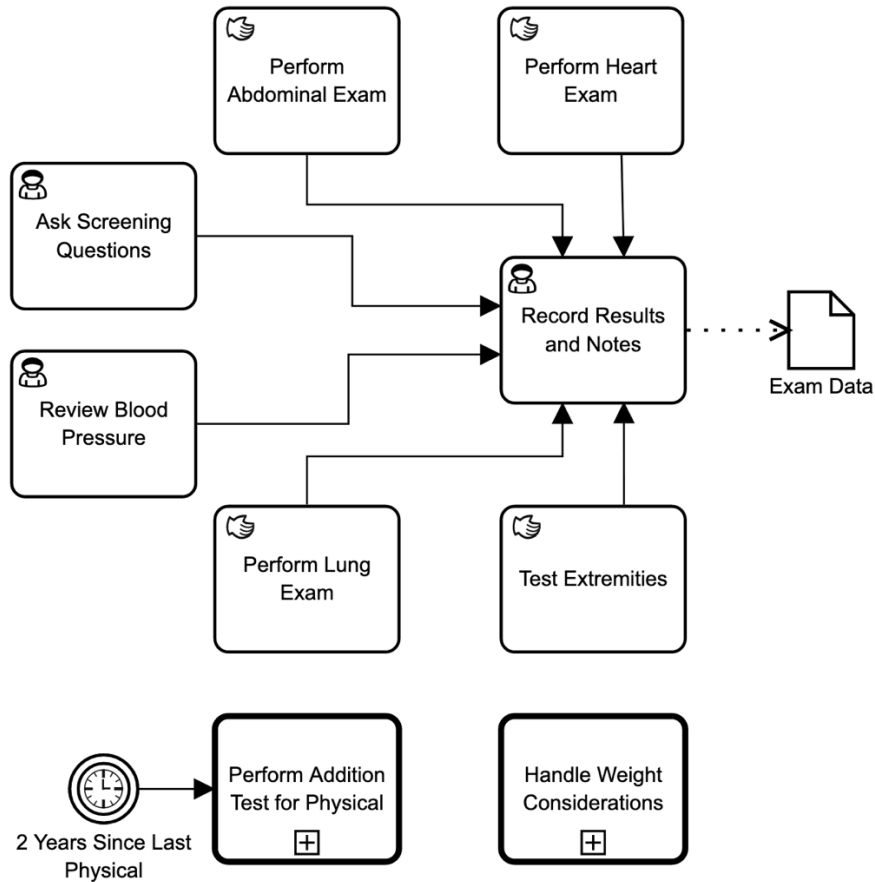 Perform
Abdominal Exam
Perform Heart
Exam
Ask Screening
Questions
Record Results
and Notes
Exam Data
Review Blood
Pressure
Perform Lung
Exam
Test Extremities
Perform Addition
Test for Physical
Handle Weight
Considerations
2 Years Since Last
Physical